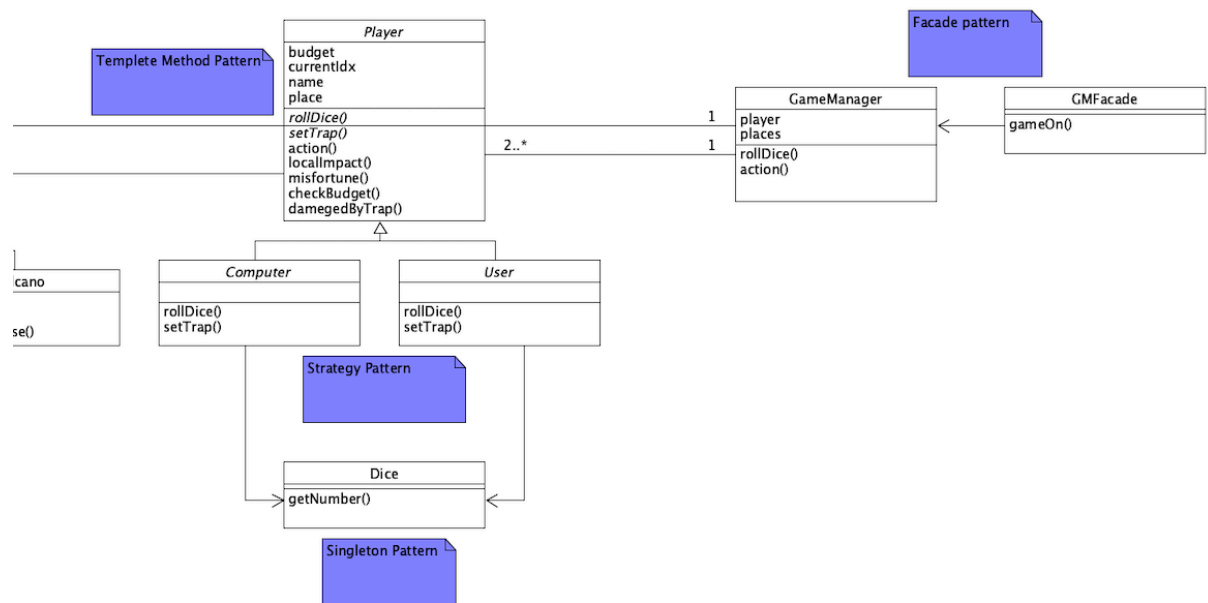 Facade pattern
Templete Method Pattern
Player
budget
currentIdx
name
place
rollDice()
setTrap()
action()
localImpact()
misfortune()
checkBudget()
damegedByTrap()
1
2..*
1
GameManager
player
places
rollDice()
action()
GMFacade
gameOn()
cano
se()
Computer
rollDice()
setTrap()
User
rollDice()
setTrap()
Strategy Pattern
Dice
getNumber()
Singleton Pattern